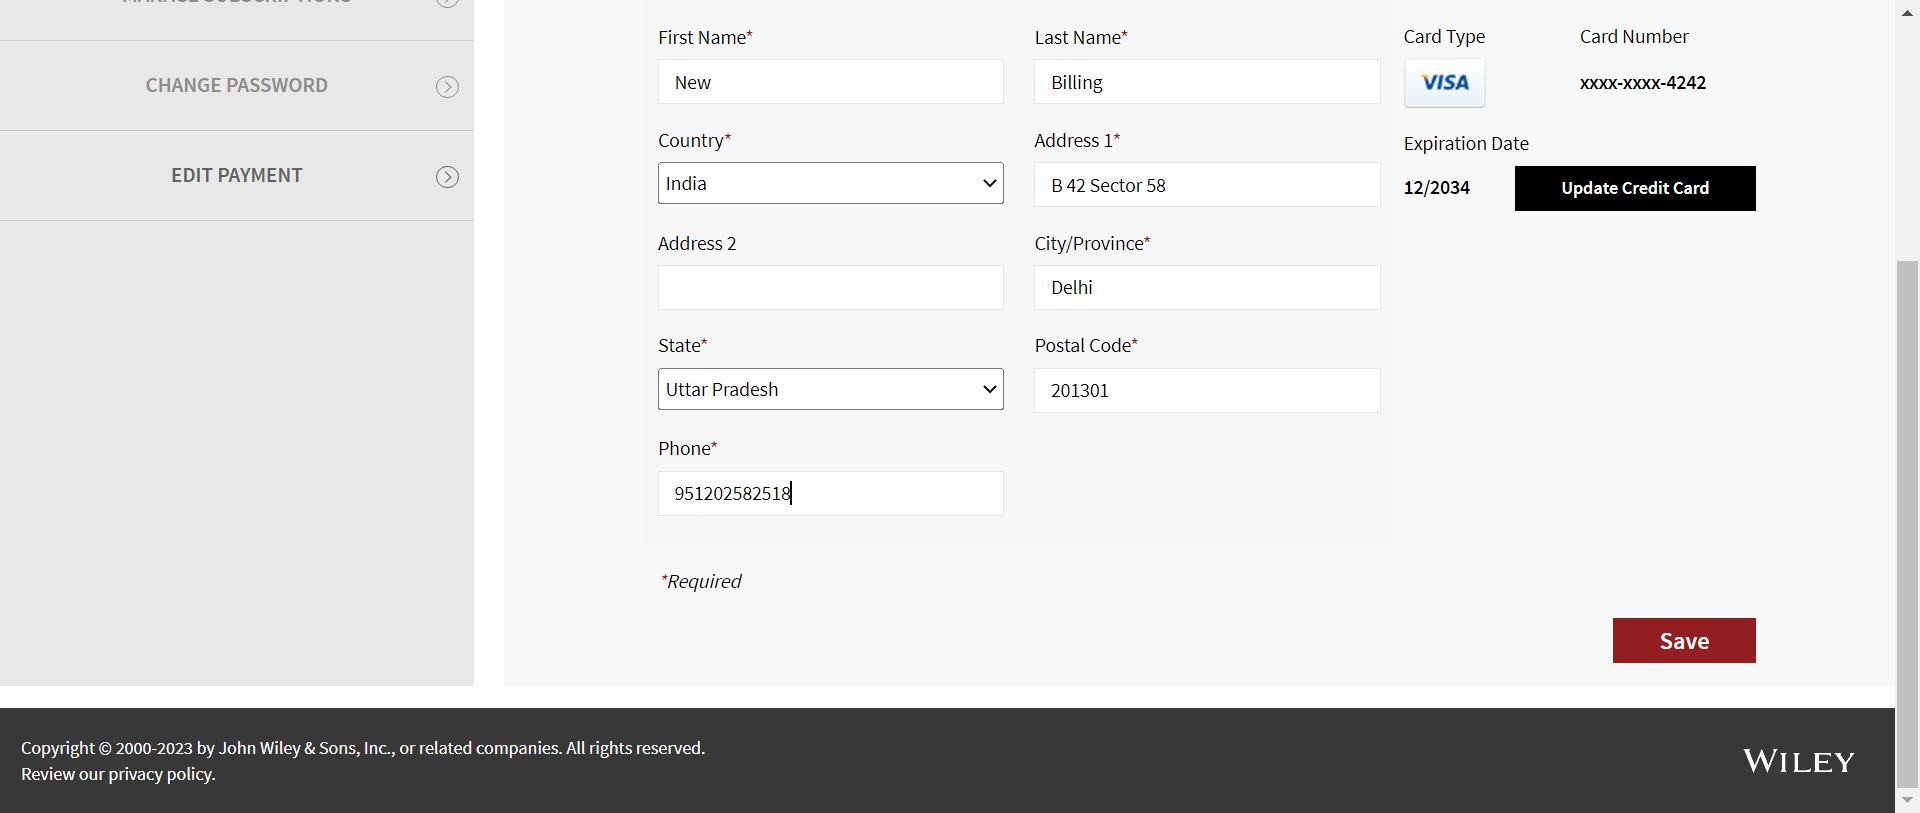 MANAGE SUBSCRIPTIONS
CHANGE PASSWORD
EDIT PAYMENT
First Name*
New
Last Name*
Billing
Country*
India
Address 1*
B 42 Sector 58
Address 2
City/Province*
Delhi
State*
Uttar Pradesh
Postal Code*
201301
Phone*
951202582518
*Required
Card Type
VISA
Card Number
xxxx-xxxx-4242
Expiration Date
12/2034
Update Credit Card
Save
Copyright © 2000-2023 by John Wiley & Sons, Inc., or related companies. All rights reserved.
Review our privacy policy.
WILEY